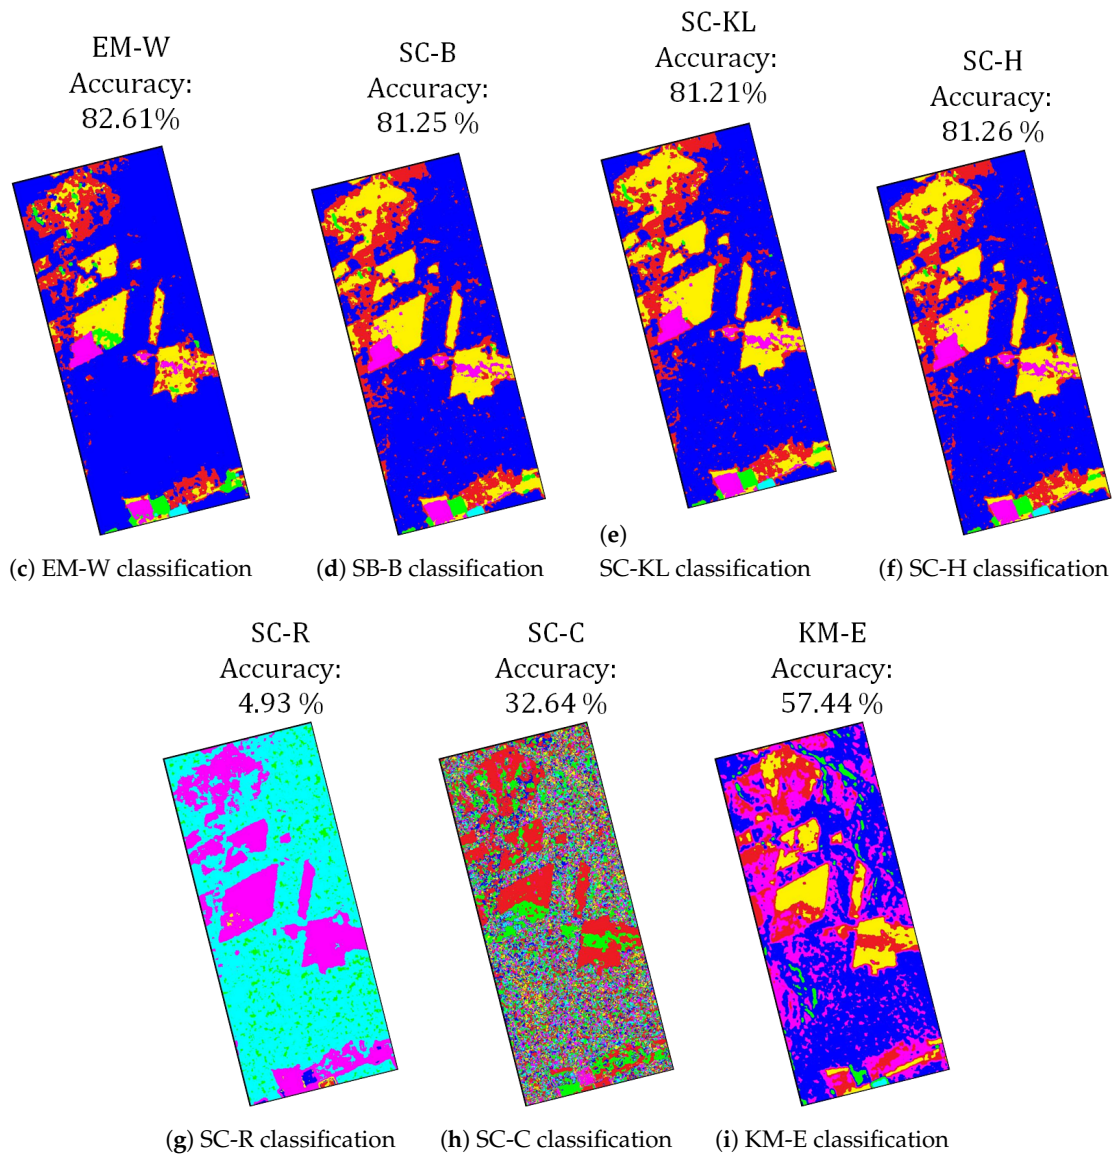 EM-W
Accuracy:
82.61%
SC-B
Accuracy:
81.25 %
SC-KL
Accuracy:
81.21%
SC-H
Accuracy:
81.26 %
(c) EM-W classification
(d) SB-B classification
(e)
SC-KL classification
(f) SC-H classification
SC-R
Accuracy:
4.93 %
SC-C
Accuracy:
32.64 %
KM-E
Accuracy:
57.44 %
(g) SC-R classification
(h) SC-C classification
(i) KM-E classification